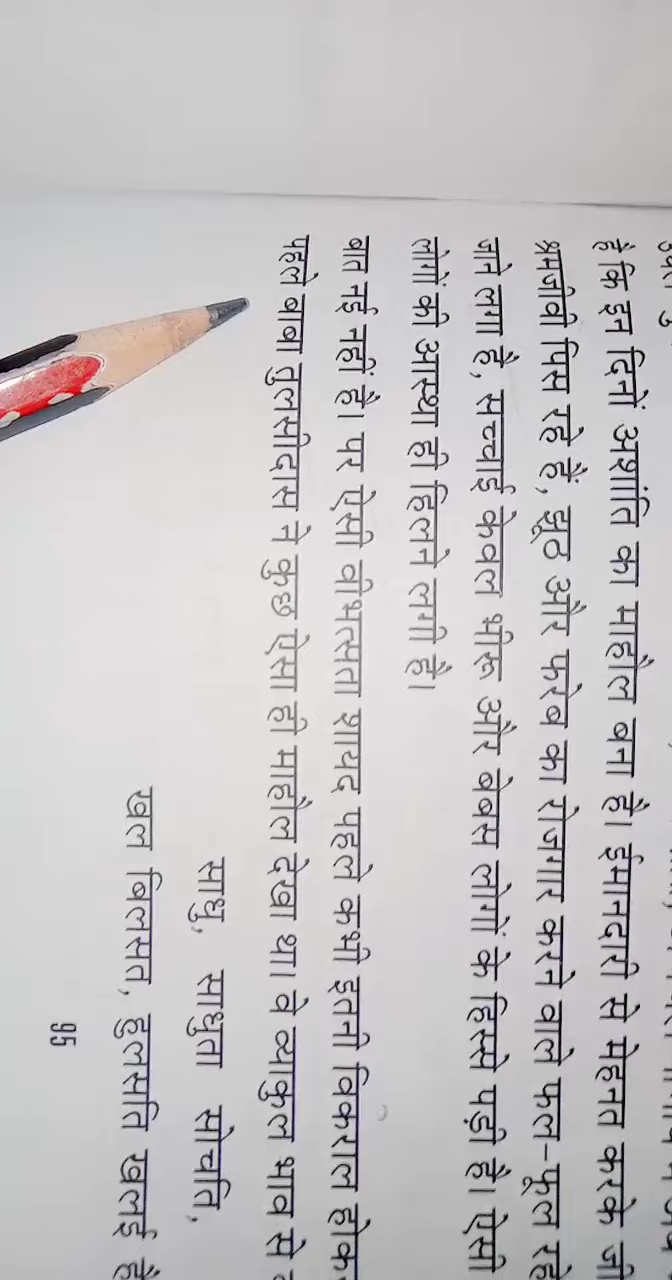 है कि इन दिनों अशांति का माहौल बना है। ईमानदारी से मेहनत करके जी
श्रमजीवी पिस रहे हैं, झूठ और फरेब का रोजगार करने वाले फल-फूल रहे
जाने लगा है, सच्चाई केवल भीरू और बेबस लोगों के हिस्से पड़ी है। ऐसी
लोगों की आस्था ही हिलने लगी है।
बात नई नहीं है। पर ऐसी वीभत्सता शायद पहले कभी इतनी विकराल होकर
पहले बाबा तुलसीदास ने कुछ ऐसा ही माहौल देखा था। वे व्याकुल भाव से
साधु, साधुता सोचति,
खल बिलसत, हुलसति खलई है
95